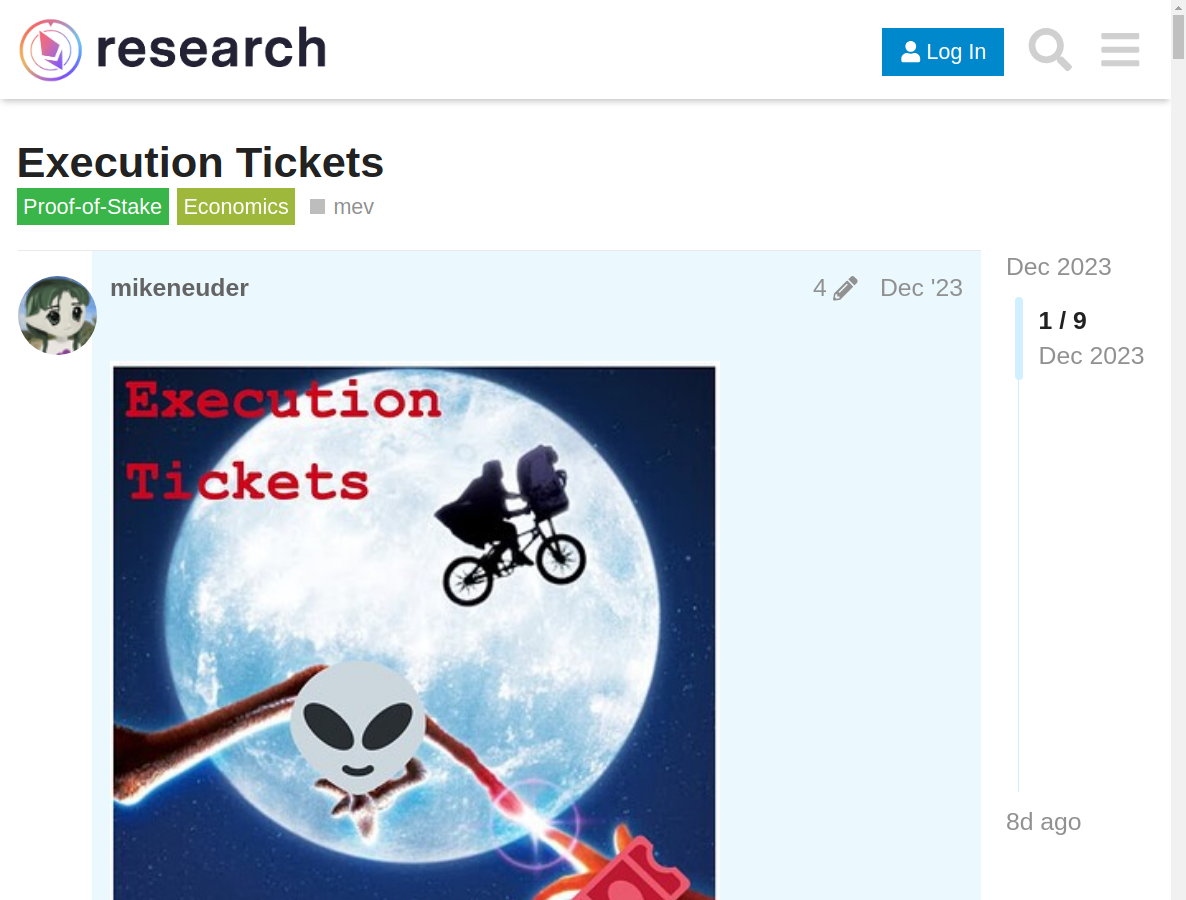 research
Log In
Execution Tickets
Proof-of-Stake
Economics
mev
mikeneuder
4
Dec '23
Dec 2023
1 / 9
Dec 2023
Execution
Tickets
8d ago